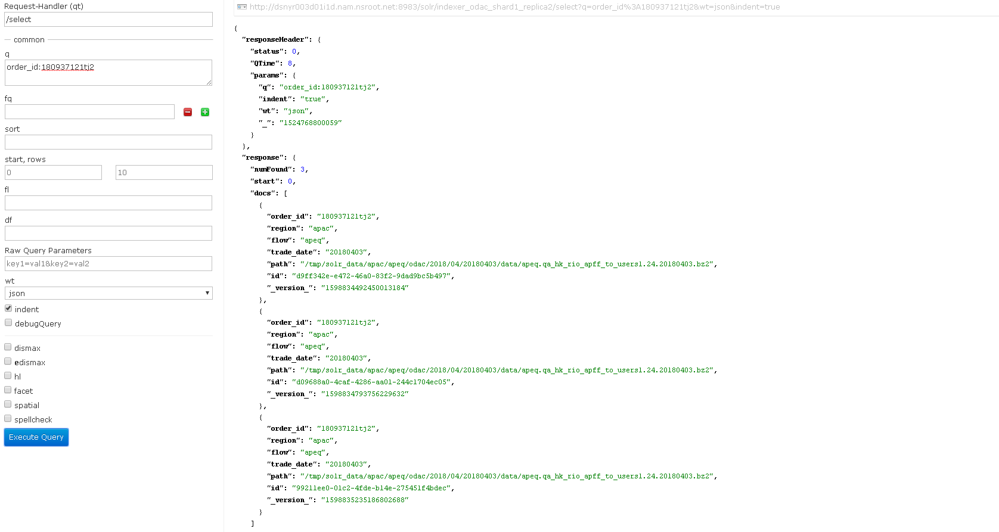 Request-Handler (qt)
/select
common
q
order_id:180937121tj2
fq
sort
start, rows
0 10
fl
df
Raw Query Parameters
key1=val1&key2=val2
wt
json
indent
debugQuery
dismax
edismax
hl
facet
spatial
spellcheck
Execute Query
http://dsnyr003d01i1d.nam.nsroot.net:8983/solr/indexer_odac_shard1_replica2/select?q=order_id%3A180937121tj2&wt=json&indent=true
{
"responseHeader": {
"status": 0,
"QTime": 8,
"params": {
"q": "order_id:180937121tj2",
"indent": "true",
"wt": "json",
"_": "1524768800059"
}
},
"response": {
"numFound": 3,
"start": 0,
"docs": [
{
"order_id": "180937121tj2",
"region": "apac",
"flow": "apeq",
"trade_date": "20180403",
"path": "/tmp/solr_data/apac/apeq/odac/2018/04/20180403/data/apeq.qa_hk_rio_apff_to_users1.24.20180403.bz2",
"id": "d9ff342e-e472-46a0-83f2-9dad9bc5b497",
"_version_": "1598834492450013184"
},
{
"order_id": "180937121tj2",
"region": "apac",
"flow": "apeq",
"trade_date": "20180403",
"path": "/tmp/solr_data/apac/apeq/odac/2018/04/20180403/data/apeq.qa_hk_rio_apff_to_users1.24.20180403.bz2",
"id": "d09688a0-4caf-4286-aa01-244c1704ec05",
"_version_": "1598834793756229632"
},
{
"order_id": "180937121tj2",
"region": "apac",
"flow": "apeq",
"trade_date": "20180403",
"path": "/tmp/solr_data/apac/apeq/odac/2018/04/20180403/data/apeq.qa_hk_rio_apff_to_users1.24.20180403.bz2",
"id": "99211ee0-01c2-4fde-b14e-275451f4bdec",
"_version_": "1598835235186802688"
}
]